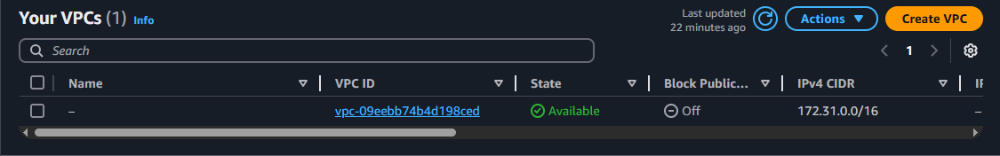 Your VPCs (1) Info
Last updated
22 minutes ago
Actions
Create VPC
Search
1
Name VPC ID State Block Public... IPv4 CIDR
– vpc-09eebb74b4d198ced Available Off 172.31.0.0/16 –